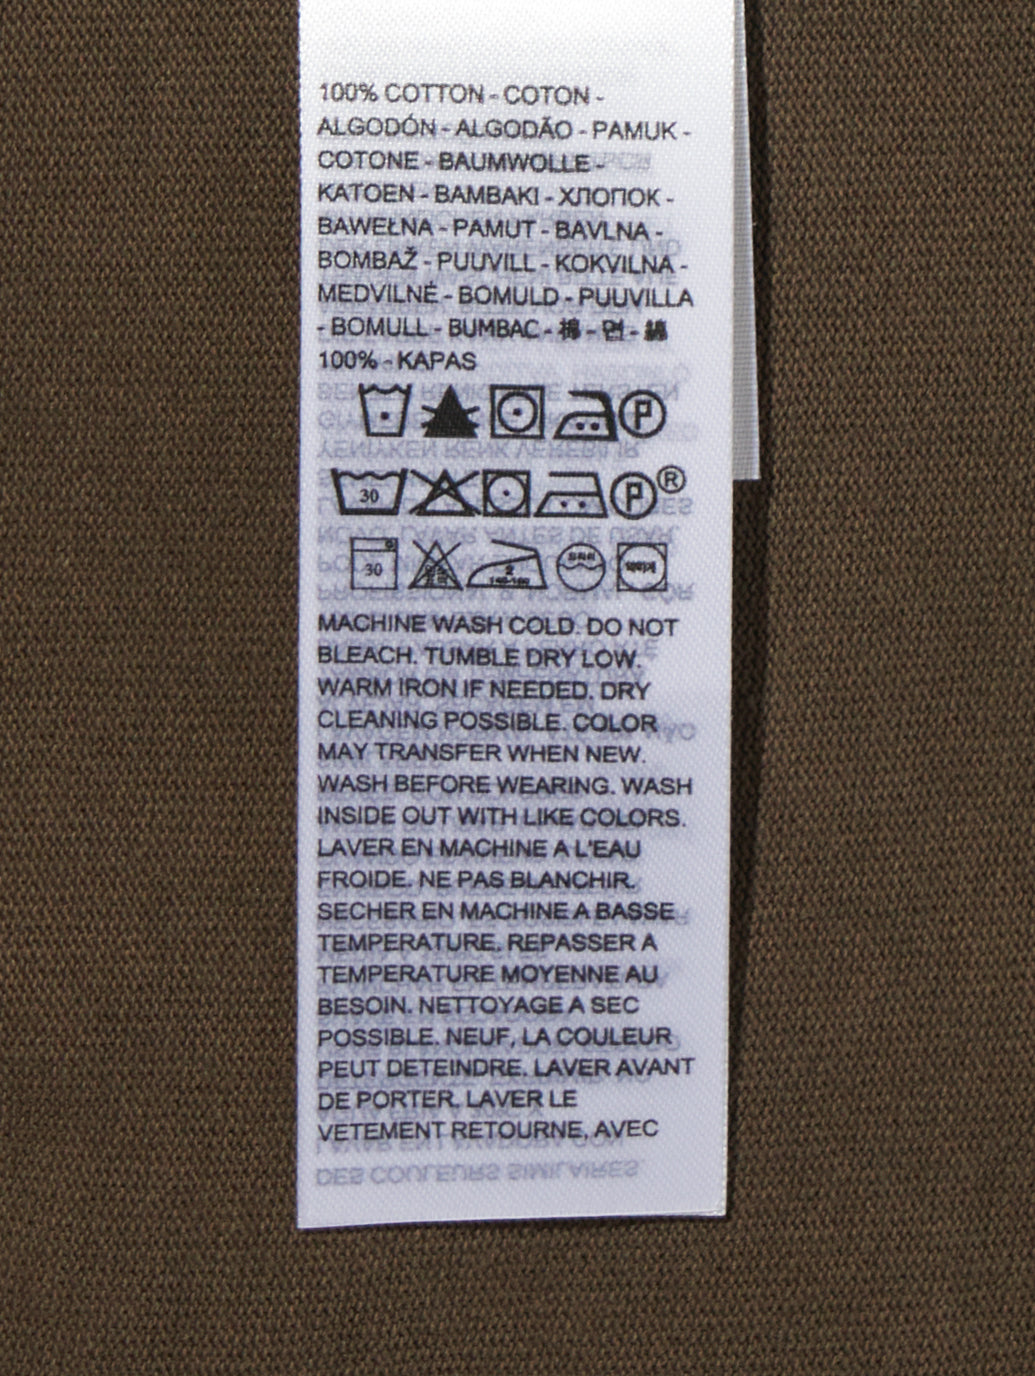 100% COTTON - COTON -
ALGODÓN - ALGODÃO - PAMUK -
COTONE - BAUMWOLLE -
KATOEN - BAMBAKI - ХЛОПОК -
BAWEŁNA - PAMUT - BAVLNA -
BOMBAŽ - PUUVILL - KOKVILNA -
MEDVILNĖ - BOMULD - PUUVILLA
- BOMULL - BUMBAC - 棉 - 면 - 綿
100% - KAPAS
P
30 P ®
30
MACHINE WASH COLD. DO NOT
BLEACH. TUMBLE DRY LOW.
WARM IRON IF NEEDED. DRY
CLEANING POSSIBLE. COLOR
MAY TRANSFER WHEN NEW.
WASH BEFORE WEARING. WASH
INSIDE OUT WITH LIKE COLORS.
LAVER EN MACHINE A L'EAU
FROIDE. NE PAS BLANCHIR.
SECHER EN MACHINE A BASSE
TEMPERATURE. REPASSER A
TEMPERATURE MOYENNE AU
BESOIN. NETTOYAGE A SEC
POSSIBLE. NEUF, LA COULEUR
PEUT DETEINDRE. LAVER AVANT
DE PORTER. LAVER LE
VETEMENT RETOURNE, AVEC
DES COULEURS SIMILAIRES.